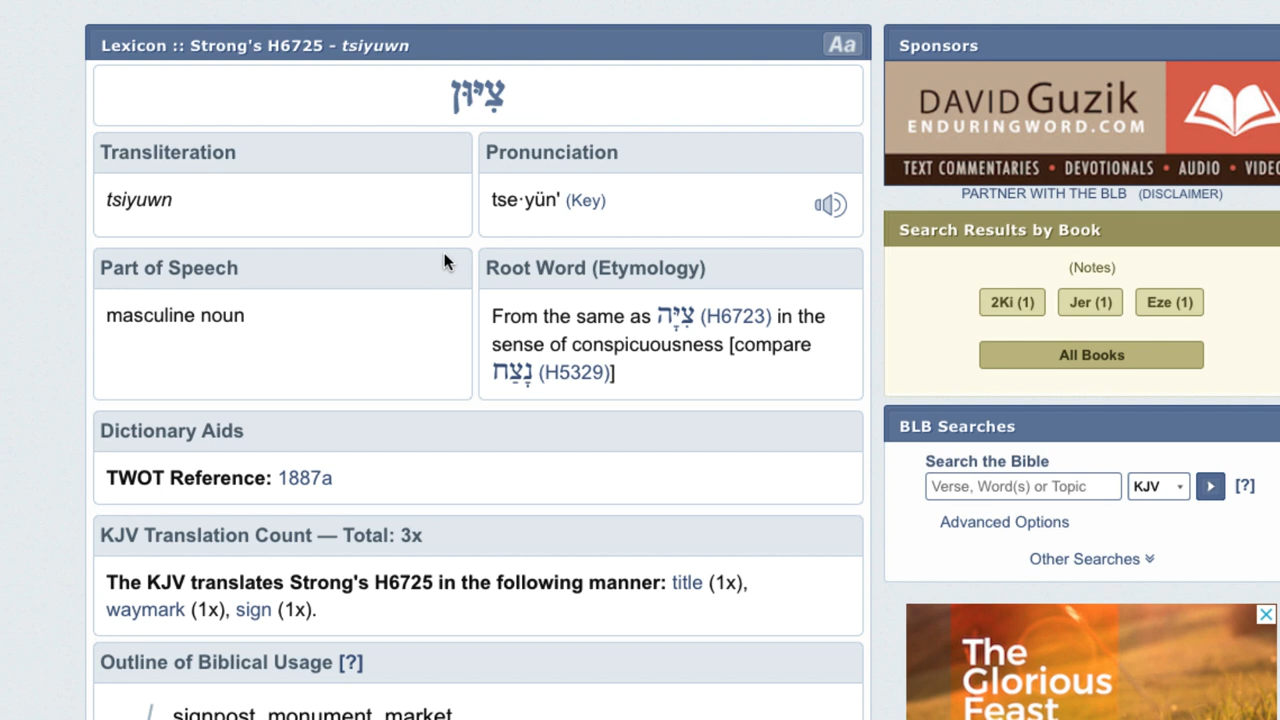 Lexicon :: Strong's H6725 - tsiyuwn
Aa
צִיּוּן
Transliteration
tsiyuwn
Pronunciation
tse·yün' (Key)
Part of Speech
masculine noun
Root Word (Etymology)
From the same as צִיָּה (H6723) in the
sense of conspicuousness [compare
נָצַח (H5329)]
Dictionary Aids
TWOT Reference: 1887a
KJV Translation Count — Total: 3x
The KJV translates Strong's H6725 in the following manner: title (1x),
waymark (1x), sign (1x).
Outline of Biblical Usage [?]
signpost, monument, market
Sponsors
DAVID Guzik
ENDURINGWORD.COM
TEXT COMMENTARIES • DEVOTIONALS • AUDIO •
PARTNER WITH THE BLB (DISCLAIMER)
Search Results by Book
(Notes)
2Ki (1) Jer (1) Eze (1)
All Books
BLB Searches
Search the Bible
Verse, Word(s) or Topic KJV [?]
Advanced Options
Other Searches
The
Glorious
Feast